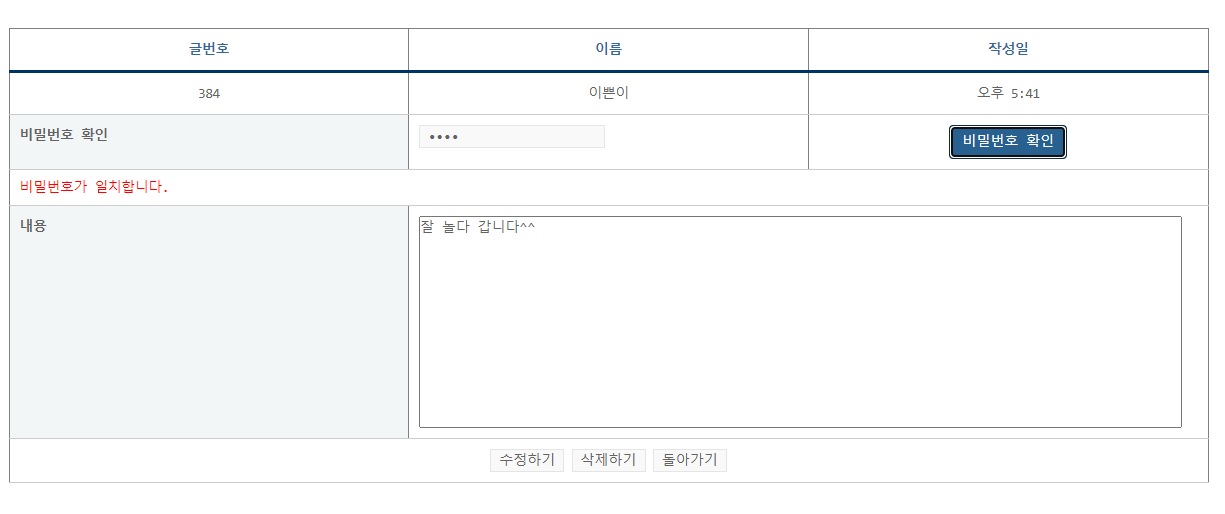 글번호 이름 작성일
384 이쁜이 오후 5:41
비밀번호 확인 •••• 비밀번호 확인
비밀번호가 일치합니다.
내용 잘 놀다 갑니다^^
수정하기 삭제하기 돌아가기